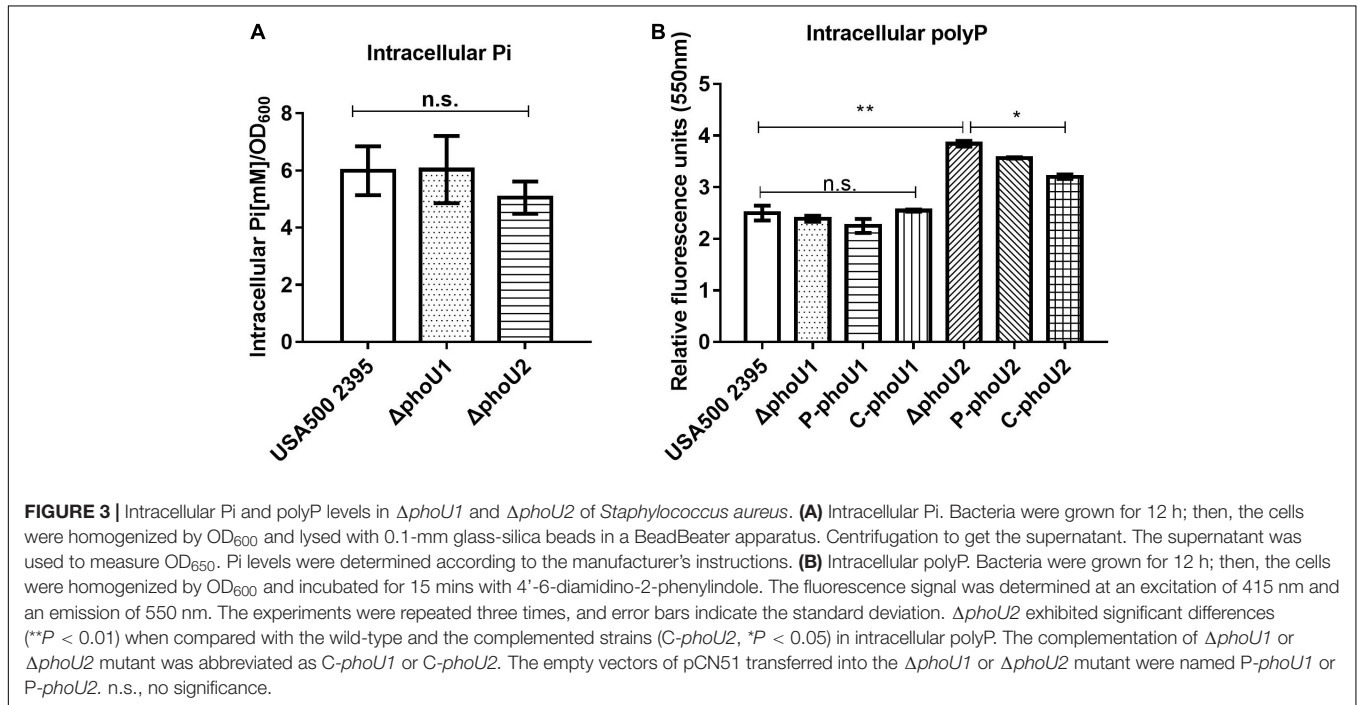 A
Intracellular Pi
Intracellular Pi[mM]/OD600
8
6
4
2
0
n.s.
USA500 2395
ΔphoU1
ΔphoU2
B
Intracellular polyP
Relative fluorescence units (550nm)
5
4
3
2
1
0
**
*
n.s.
USA500 2395
ΔphoU1
P-phoU1
C-phoU1
ΔphoU2
P-phoU2
C-phoU2
FIGURE 3 | Intracellular Pi and polyP levels in ΔphoU1 and ΔphoU2 of Staphylococcus aureus. (A) Intracellular Pi. Bacteria were grown for 12 h; then, the cells
were homogenized by OD600 and lysed with 0.1-mm glass-silica beads in a BeadBeater apparatus. Centrifugation to get the supernatant. The supernatant was
used to measure OD650. Pi levels were determined according to the manufacturer's instructions. (B) Intracellular polyP. Bacteria were grown for 12 h; then, the cells
were homogenized by OD600 and incubated for 15 mins with 4'-6-diamidino-2-phenylindole. The fluorescence signal was determined at an excitation of 415 nm and
an emission of 550 nm. The experiments were repeated three times, and error bars indicate the standard deviation. ΔphoU2 exhibited significant differences
(**P < 0.01) when compared with the wild-type and the complemented strains (C-phoU2, *P < 0.05) in intracellular polyP. The complementation of ΔphoU1 or
ΔphoU2 mutant was abbreviated as C-phoU1 or C-phoU2. The empty vectors of pCN51 transferred into the ΔphoU1 or ΔphoU2 mutant were named P-phoU1 or
P-phoU2. n.s., no significance.